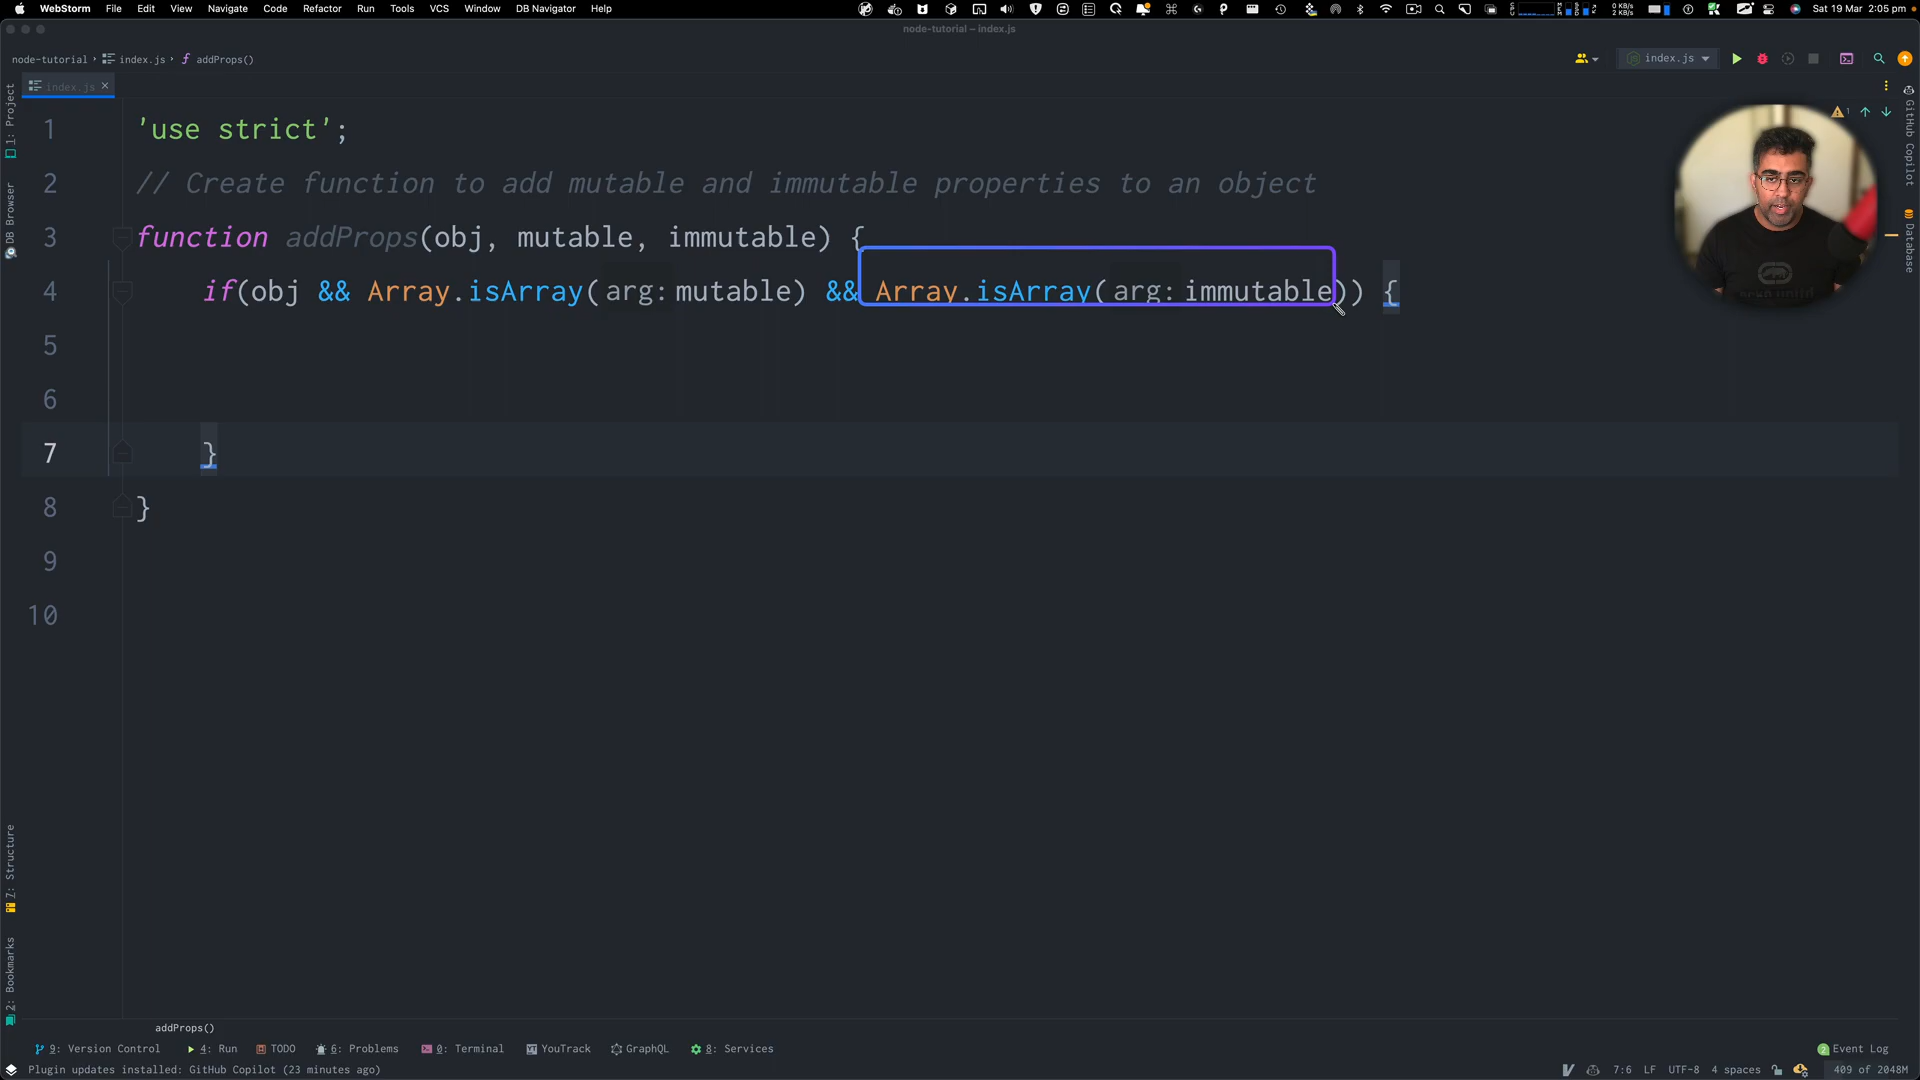 WebStorm File Edit View Navigate Code Refactor Run Tools VCS Window DB Navigator Help
0 KB/s
2 KB/s
Sat 19 Mar 2:05 pm
node-tutorial – index.js
node-tutorial › index.js › addProps()
index.js
index.js
1: Project
DB Browser
7: Structure
2: Bookmarks
GitHub Copilot
Database
1
1 'use strict';
2 // Create function to add mutable and immutable properties to an object
3 function addProps(obj, mutable, immutable) {
4 if(obj && Array.isArray( arg: mutable) && Array.isArray( arg: immutable)) {
5
6
7 }
8 }
9
10
addProps()
9: Version Control 4: Run TODO 6: Problems 0: Terminal YouTrack GraphQL 8: Services
2 Event Log
Plugin updates installed: GitHub Copilot (23 minutes ago)
7:6 LF UTF-8 4 spaces 409 of 2048M